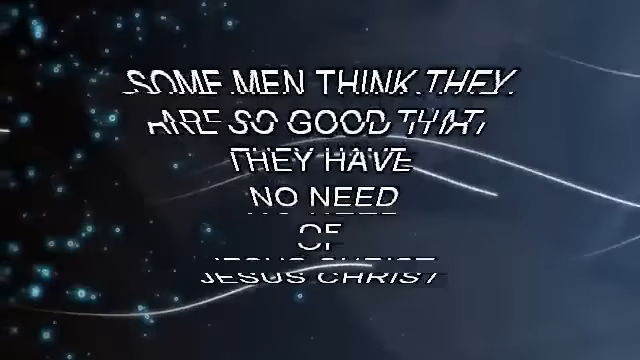 SOME MEN THINK THEY
ARE SO GOOD THAT
THEY HAVE
NO NEED
OF
JESUS CHRIST